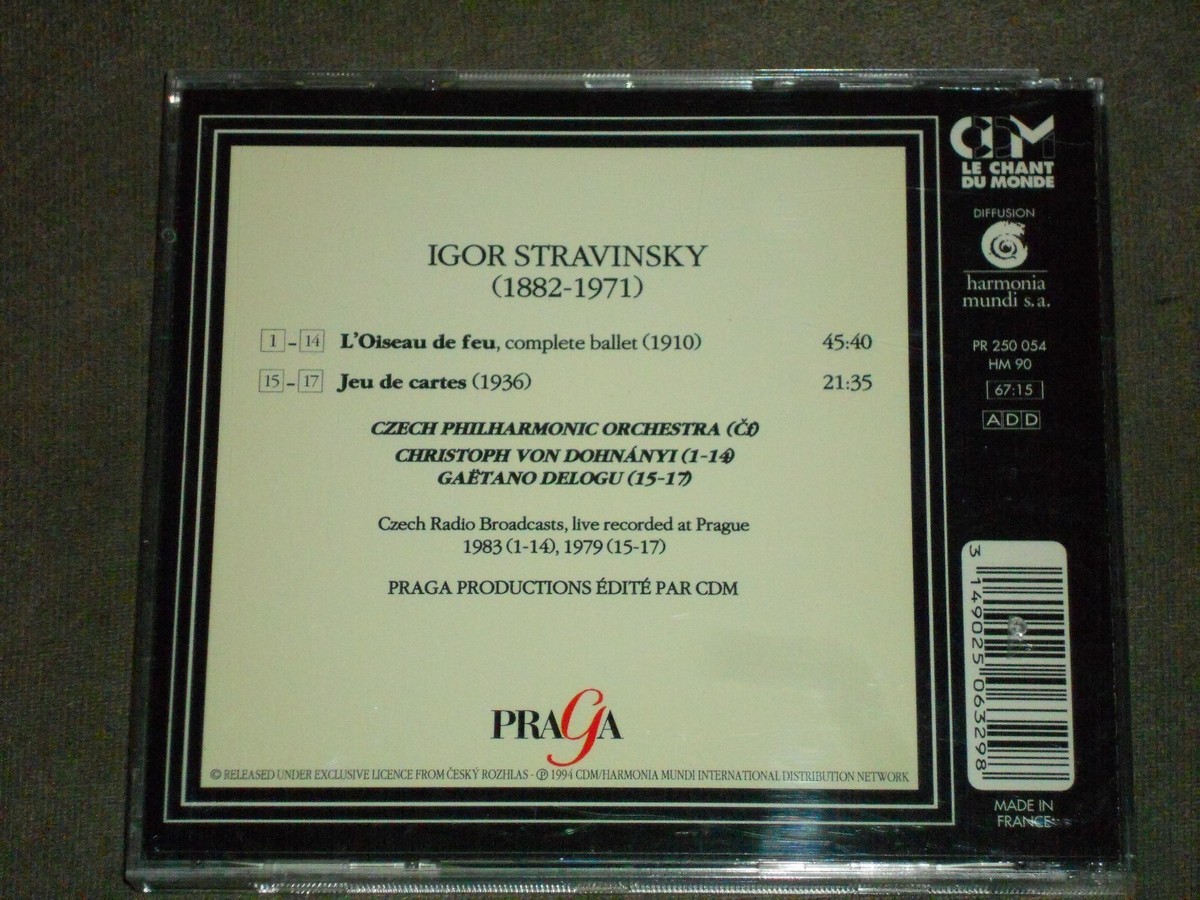 IGOR STRAVINSKY
(1882-1971)
1 - 14 L'Oiseau de feu, complete ballet (1910) 45:40
15 - 17 Jeu de cartes (1936) 21:35
CZECH PHILHARMONIC ORCHESTRA (Čf)
CHRISTOPH VON DOHNÁNYI (1-14)
GAËTANO DELOGU (15-17)
Czech Radio Broadcasts, live recorded at Prague
1983 (1-14), 1979 (15-17)
PRAGA PRODUCTIONS ÉDITÉ PAR CDM
PRAGA
© RELEASED UNDER EXCLUSIVE LICENCE FROM ČESKÝ ROZHLAS - ℗ 1994 CDM/HARMONIA MUNDI INTERNATIONAL DISTRIBUTION NETWORK
CDM
LE CHANT
DU MONDE
DIFFUSION
harmonia
mundi s.a.
PR 250 054
HM 90
67:15
ADD
3 149025 063298
MADE IN
FRANCE